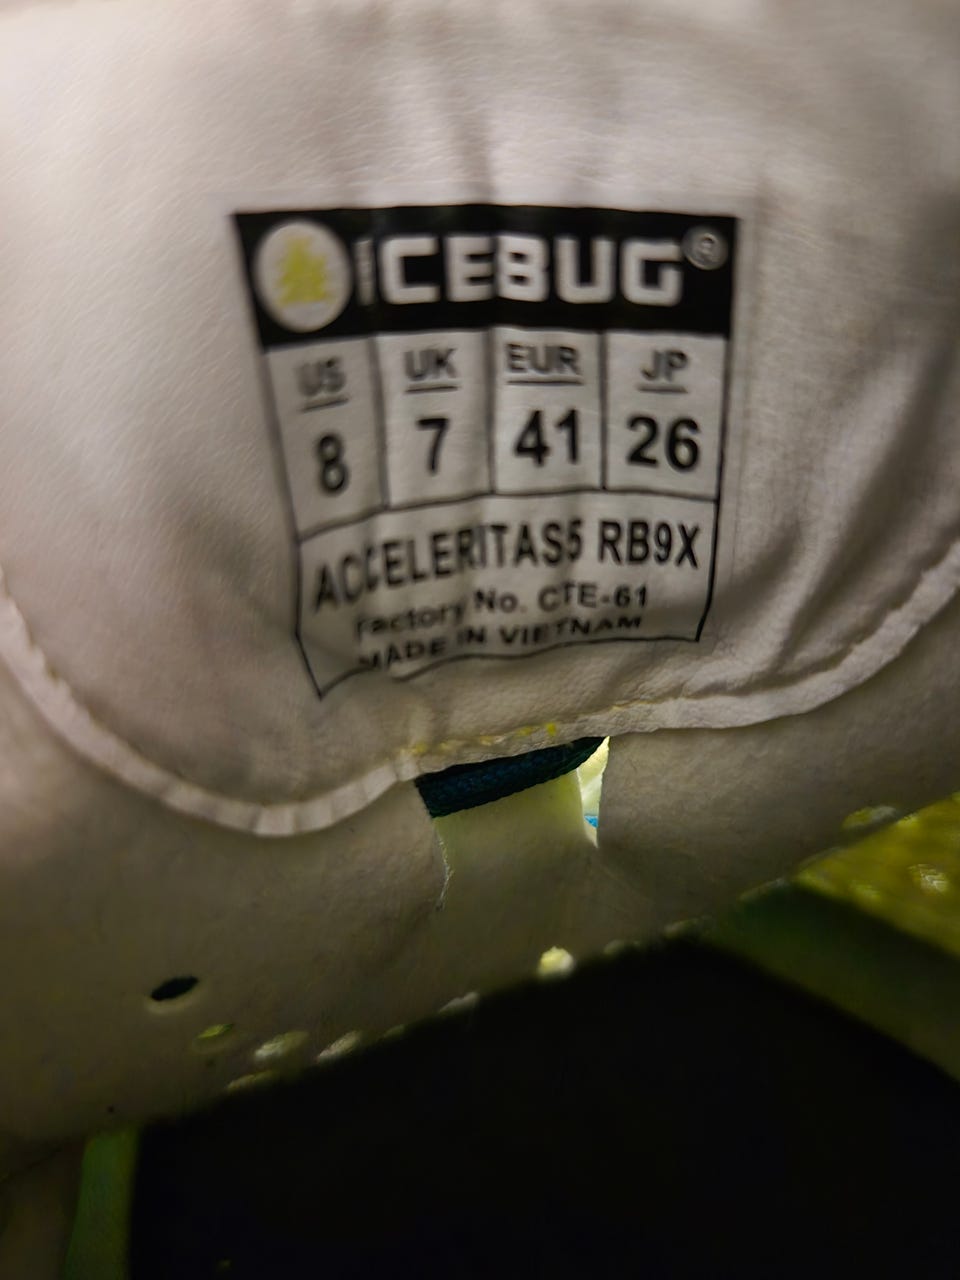 ICEBUG®
US UK EUR JP
8 7 41 26
ACCELERITAS5 RB9X
Factory No. CTE-61
MADE IN VIETNAM